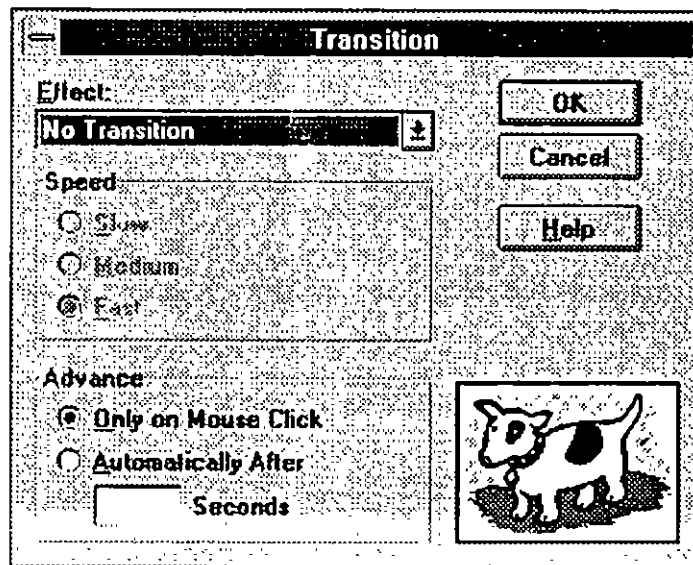 Transition
Effect:
No Transition
OK
Cancel
Help
Speed
Slow
Medium
Fast
Advance
Only on Mouse Click
Automatically After
Seconds